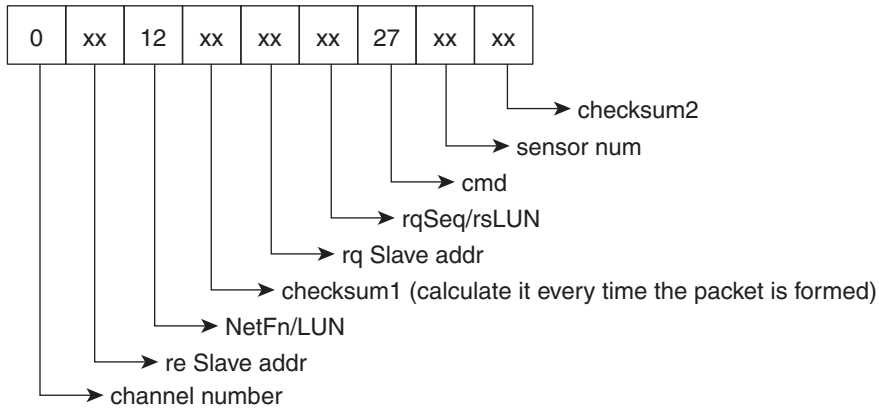 0 xx 12 xx xx xx 27 xx xx
checksum2
sensor num
cmd
rqSeq/rsLUN
rq Slave addr
checksum1 (calculate it every time the packet is formed)
NetFn/LUN
re Slave addr
channel number